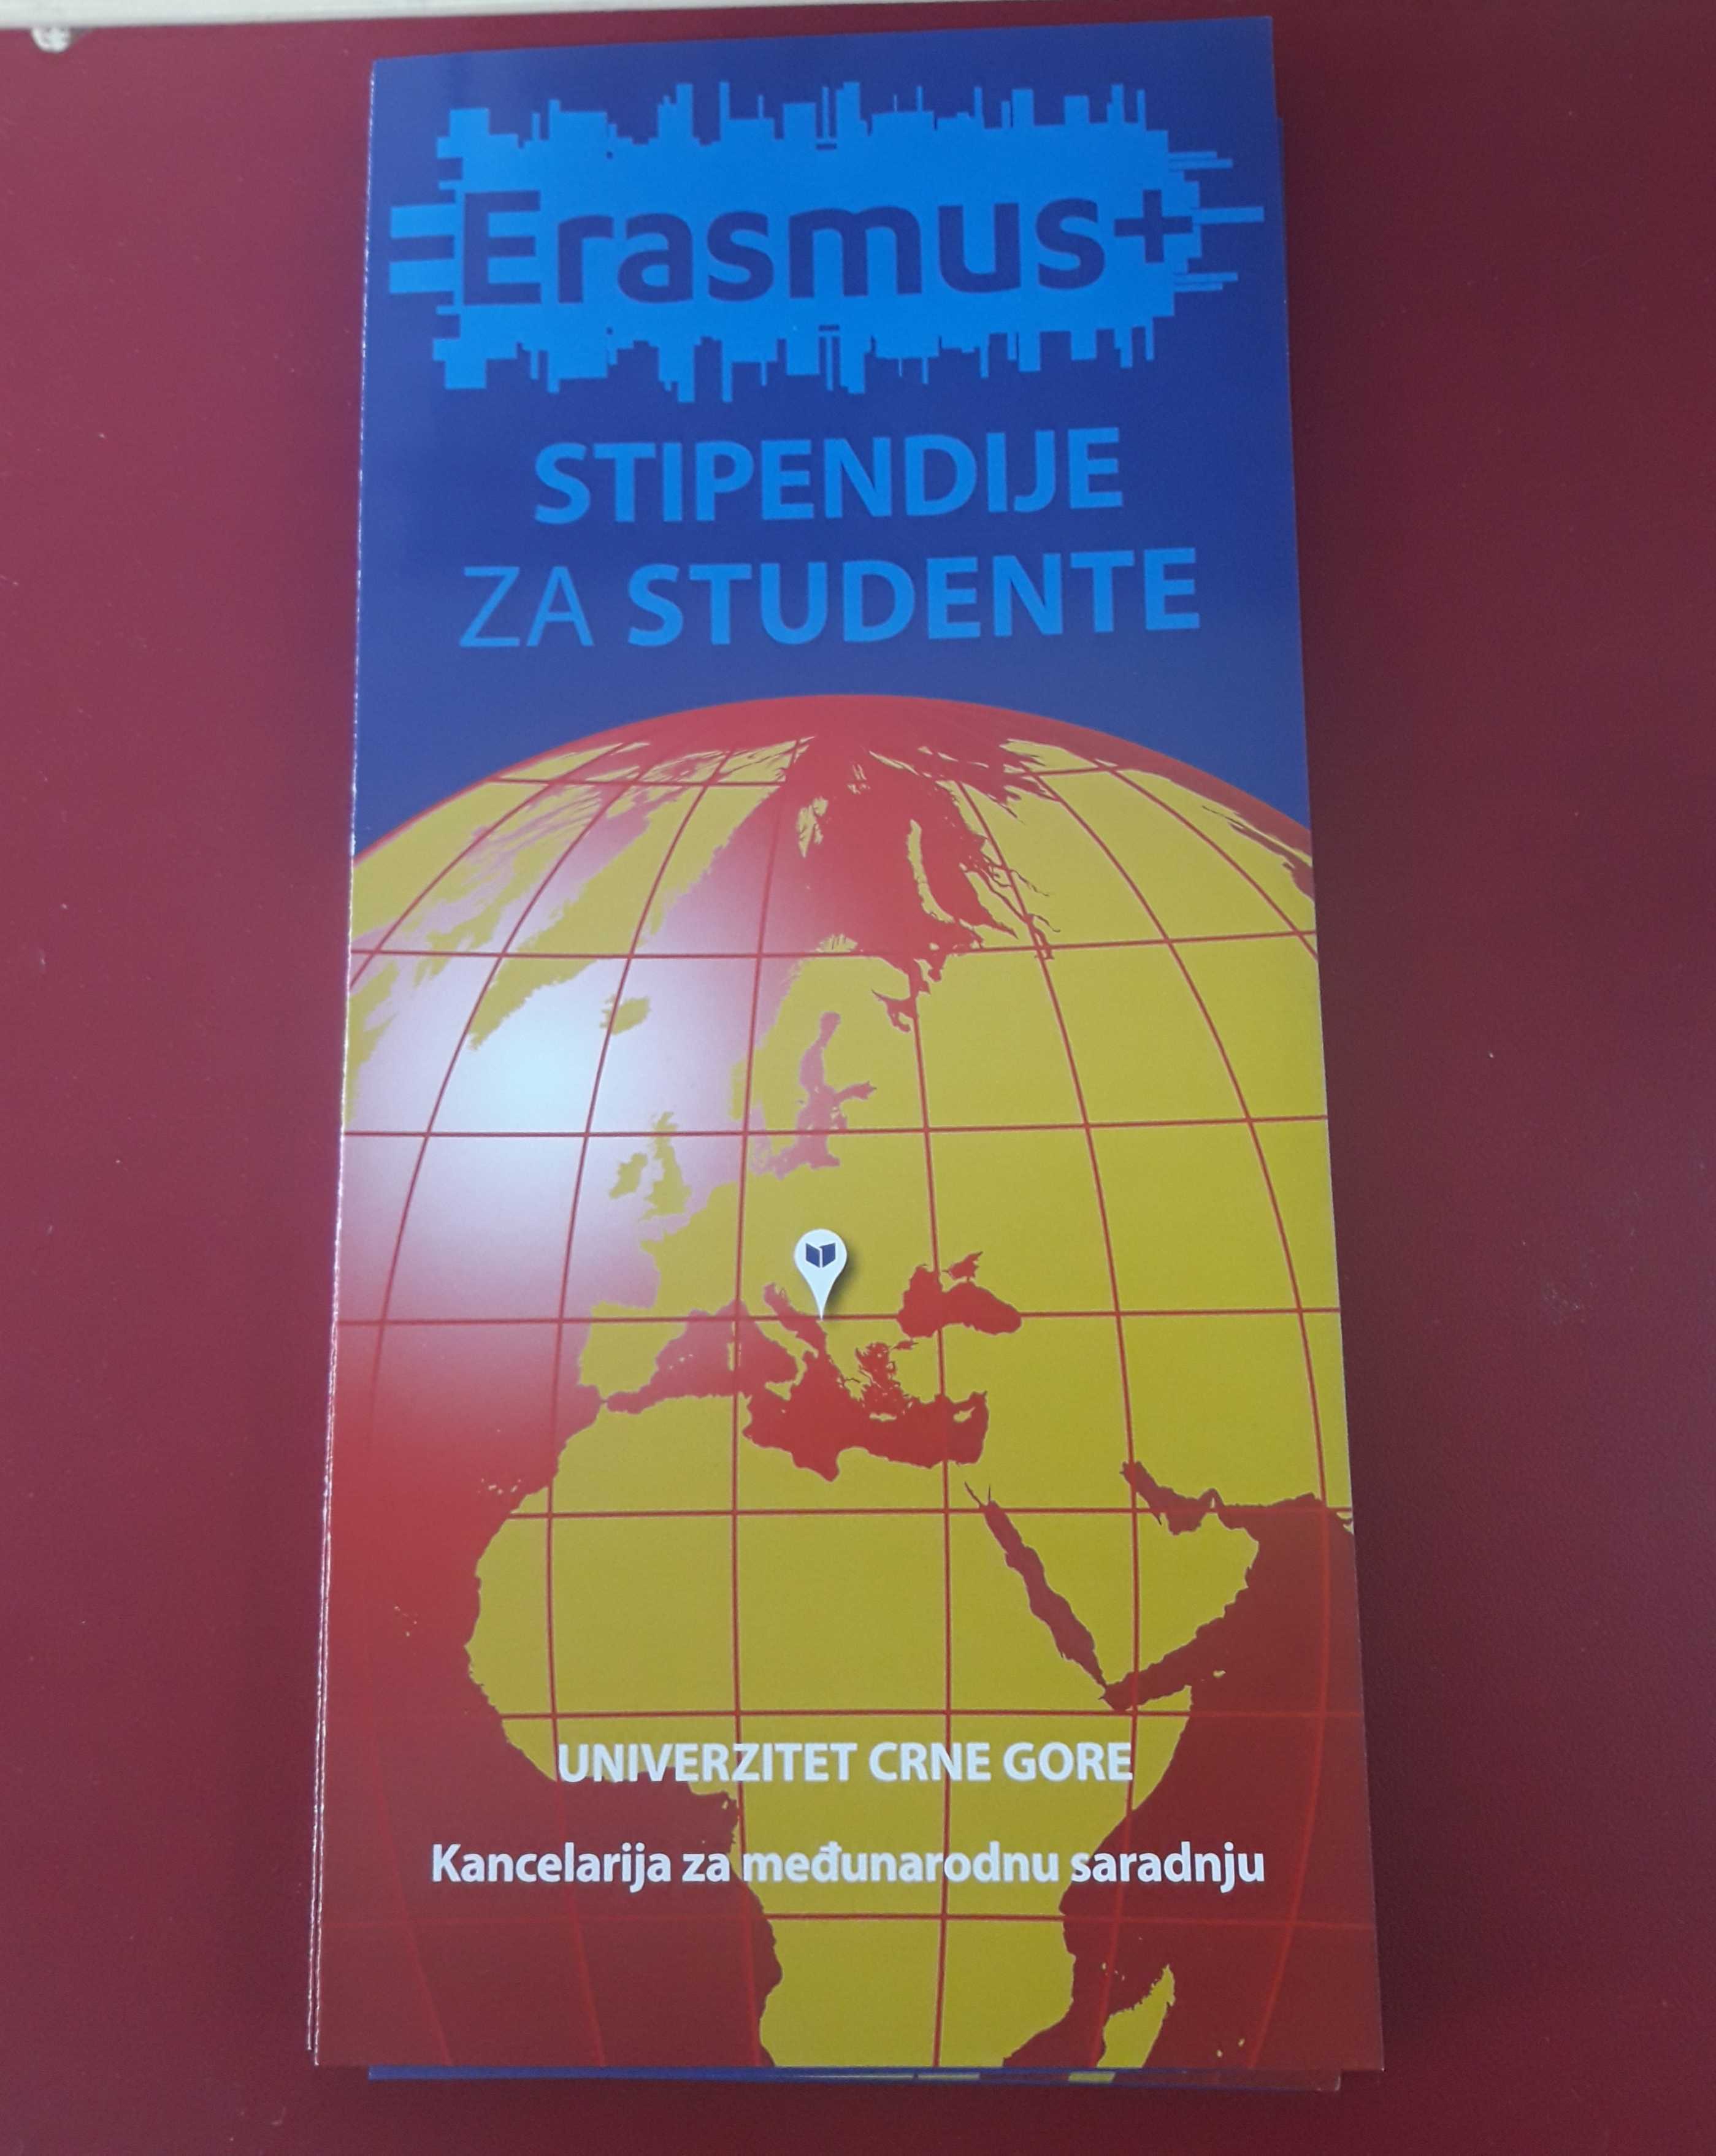 Erasmus+
STIPENDIJE
ZA STUDENTE
UNIVERZITET CRNE GORE
Kancelarija za međunarodnu saradnju